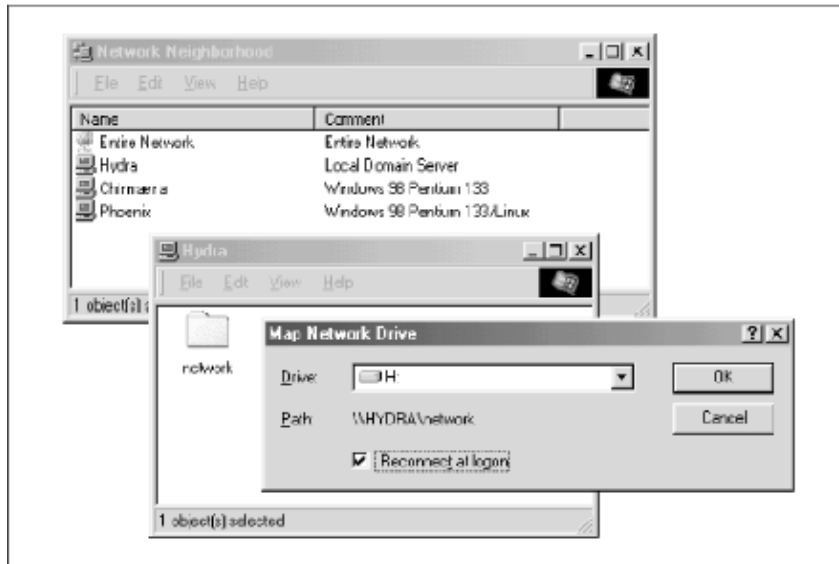 Network Neighborhood
File Edit View Help
Name Comment
Entire Network Entire Network
Hydra Local Domain Server
Chimaera Windows 98 Pentium 133
Phoenix Windows 98 Pentium 133/Linux
1 object(s)
Hydra
File Edit View Help
network
1 object(s) selected
Map Network Drive
Drive: H: OK
Path: \\HYDRA\network Cancel
Reconnect at logon